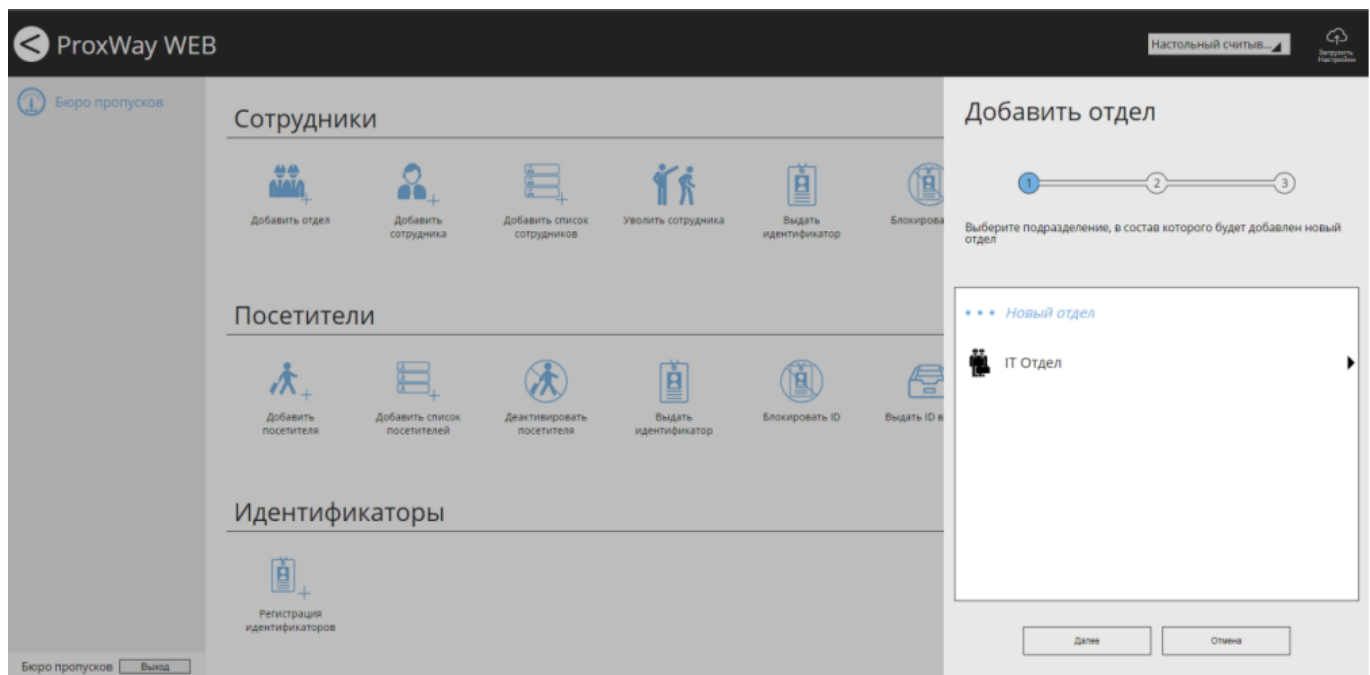 ProxWay WEB
Настольный считыв...
Загрузить
Настройки
Бюро пропусков
Сотрудники
Добавить отдел
Добавить
сотрудника
Добавить список
сотрудников
Уволить сотрудника
Выдать
идентификатор
Блокирова
Посетители
Добавить
посетителя
Добавить список
посетителей
Деактивировать
посетителя
Выдать
идентификатор
Блокировать ID
Выдать ID в
Идентификаторы
Регистрация
идентификаторов
Бюро пропусков
Выход
Добавить отдел
1
2
3
Выберите подразделение, в состав которого будет добавлен новый
отдел
Новый отдел
IT Отдел
Далее
Отмена